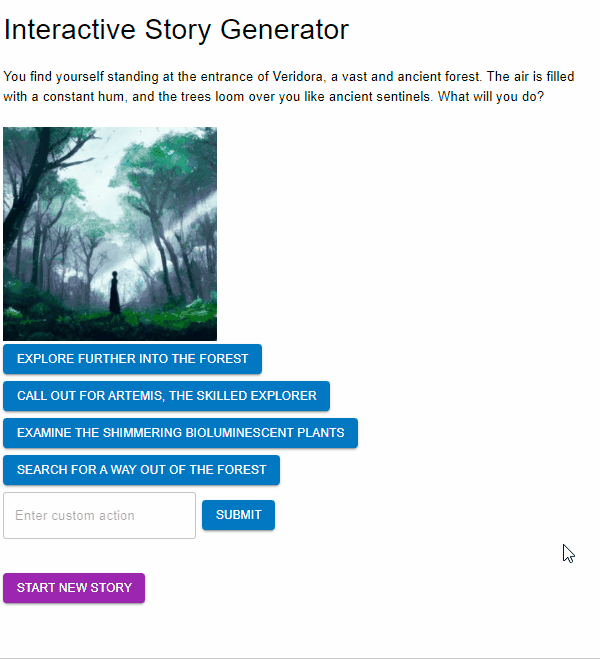 Interactive Story Generator
You find yourself standing at the entrance of Veridora, a vast and ancient forest. The air is filled
with a constant hum, and the trees loom over you like ancient sentinels. What will you do?
EXPLORE FURTHER INTO THE FOREST
CALL OUT FOR ARTEMIS, THE SKILLED EXPLORER
EXAMINE THE SHIMMERING BIOLUMINESCENT PLANTS
SEARCH FOR A WAY OUT OF THE FOREST
Enter custom action
SUBMIT
START NEW STORY